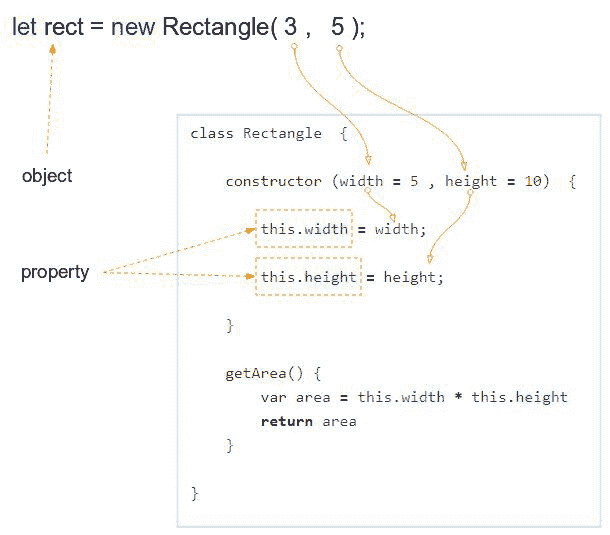 let rect = new Rectangle( 3 , 5 );
class Rectangle {
object
constructor (width = 5 , height = 10) {
this.width = width;
property
this.height = height;
}
getArea() {
var area = this.width * this.height
return area
}
}